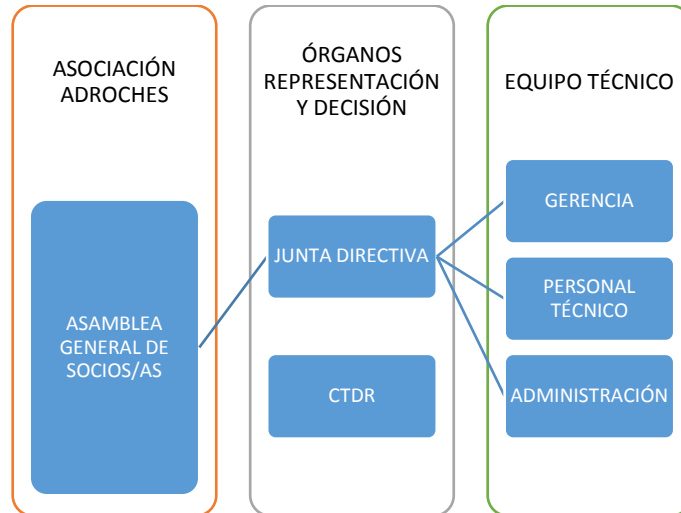 ASOCIACIÓN
ADROCHES
ASAMBLEA
GENERAL DE
SOCIOS/AS
ÓRGANOS
REPRESENTACIÓN
Y DECISIÓN
JUNTA DIRECTIVA
CTDR
EQUIPO TÉCNICO
GERENCIA
PERSONAL
TÉCNICO
ADMINISTRACIÓN